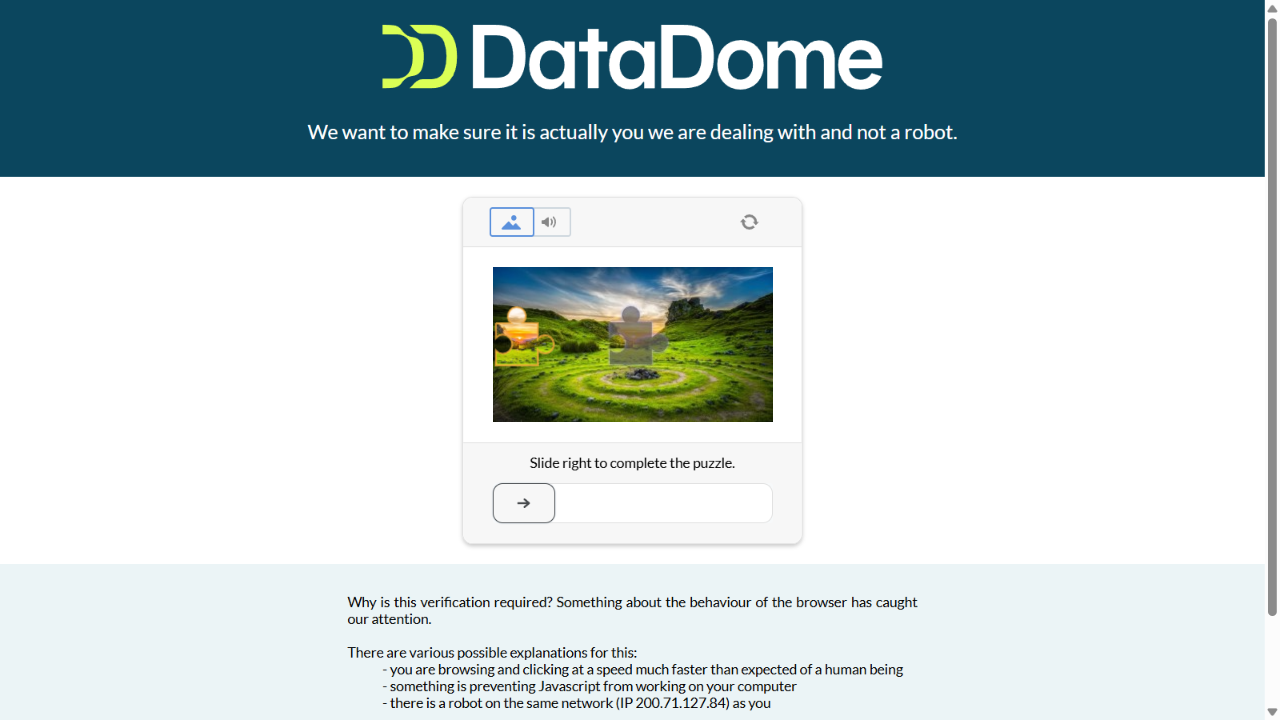 DataDome
We want to make sure it is actually you we are dealing with and not a robot.
Slide right to complete the puzzle.
Why is this verification required? Something about the behaviour of the browser has caught
our attention.
There are various possible explanations for this:
- you are browsing and clicking at a speed much faster than expected of a human being
- something is preventing Javascript from working on your computer
- there is a robot on the same network (IP 200.71.127.84) as you